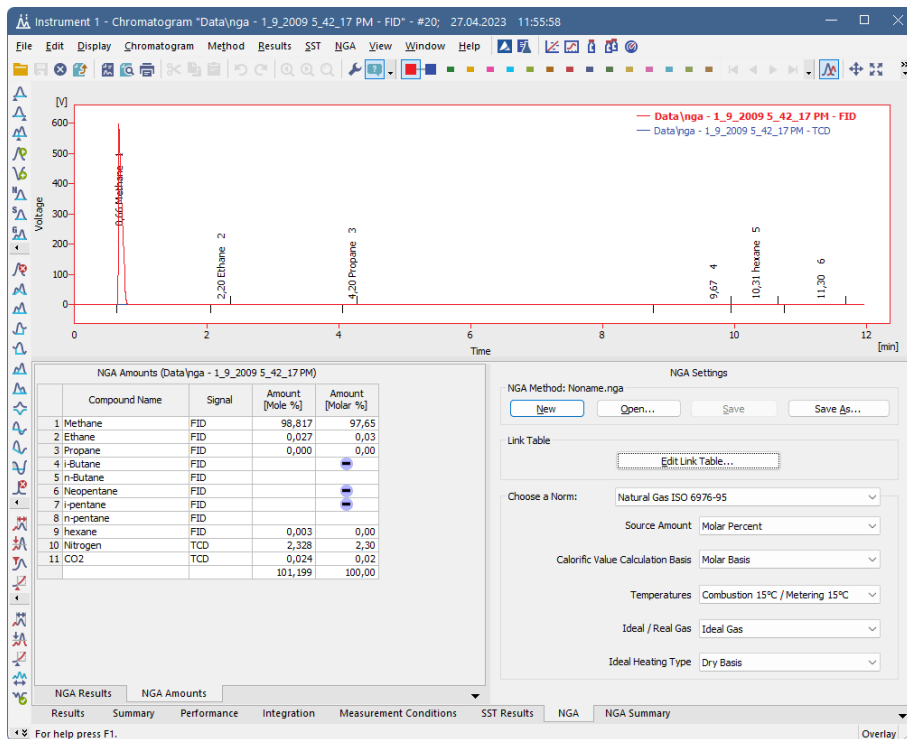 Instrument 1 - Chromatogram "Data\nga - 1_9_2009 5_42_17 PM - FID" - #20; 27.04.2023 11:55:58
File Edit Display Chromatogram Method Results SST NGA View Window Help
[V]
600
500
400
300
200
100
0
Voltage
Data\nga - 1_9_2009 5_42_17 PM - FID
Data\nga - 1_9_2009 5_42_17 PM - TCD
0,66 Methane 1
2,20 Ethane 2
4,20 Propane 3
9,67 4
10,31 hexane 5
11,30 6
0 2 4 6 8 10 12
Time [min]
NGA Amounts (Data\nga - 1_9_2009 5_42_17 PM)
Compound Name Signal Amount [Mole %] Amount [Molar %]
1 Methane FID 98,817 97,65
2 Ethane FID 0,027 0,03
3 Propane FID 0,000 0,00
4 i-Butane FID
5 n-Butane FID
6 Neopentane FID
7 i-pentane FID
8 n-pentane FID
9 hexane FID 0,003 0,00
10 Nitrogen TCD 2,328 2,30
11 CO2 TCD 0,024 0,02
101,199 100,00
NGA Results NGA Amounts
NGA Settings
NGA Method: Noname.nga
New Open... Save Save As...
Link Table
Edit Link Table...
Choose a Norm: Natural Gas ISO 6976-95
Source Amount Molar Percent
Calorific Value Calculation Basis Molar Basis
Temperatures Combustion 15°C / Metering 15°C
Ideal / Real Gas Ideal Gas
Ideal Heating Type Dry Basis
Results Summary Performance Integration Measurement Conditions SST Results NGA NGA Summary
For help press F1. Overlay